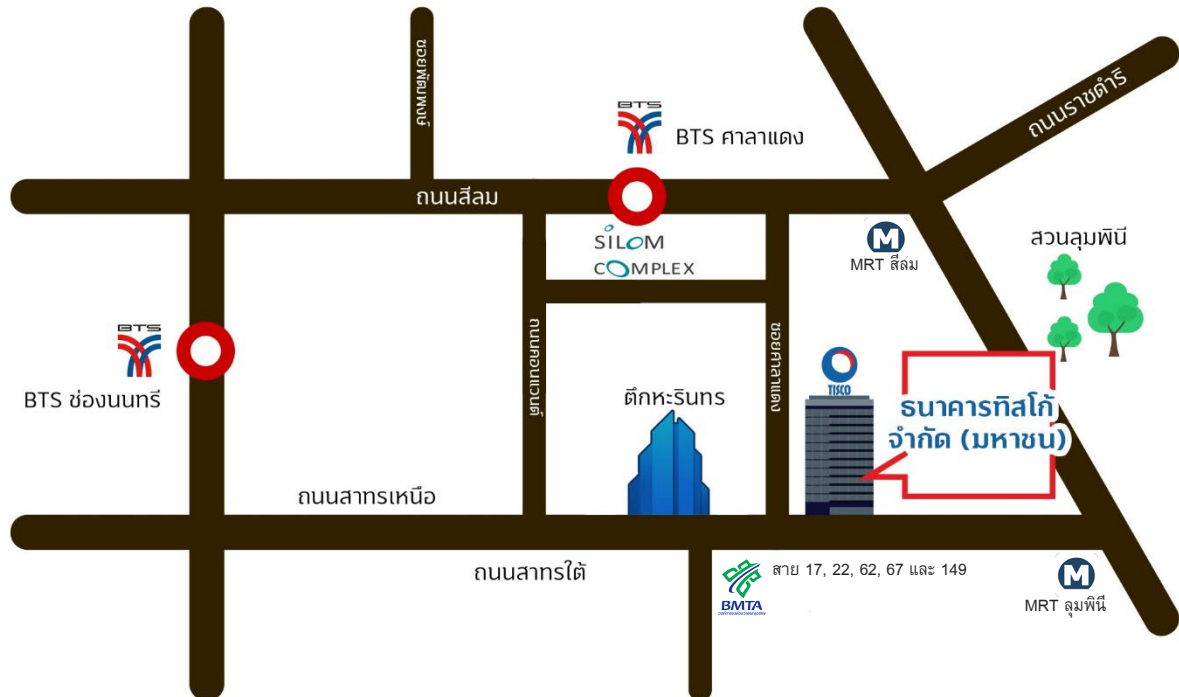 ซอยพัฒน์พงษ์
BTS
BTS ศาลาแดง
ถนนราชดำริ
ถนนสีลม
SILOM
COMPLEX
MRT สีลม
สวนลุมพินี
BTS
BTS ช่องนนทรี
ถนนคอนแวนต์
ซอยศาลาแดง
ตึกหะรินทร
TISCO
ธนาคารทิสโก้
จำกัด (มหาชน)
ถนนสาทรเหนือ
ถนนสาทรใต้
BMTA
สาย 17, 22, 62, 67 และ 149
MRT ลุมพินี